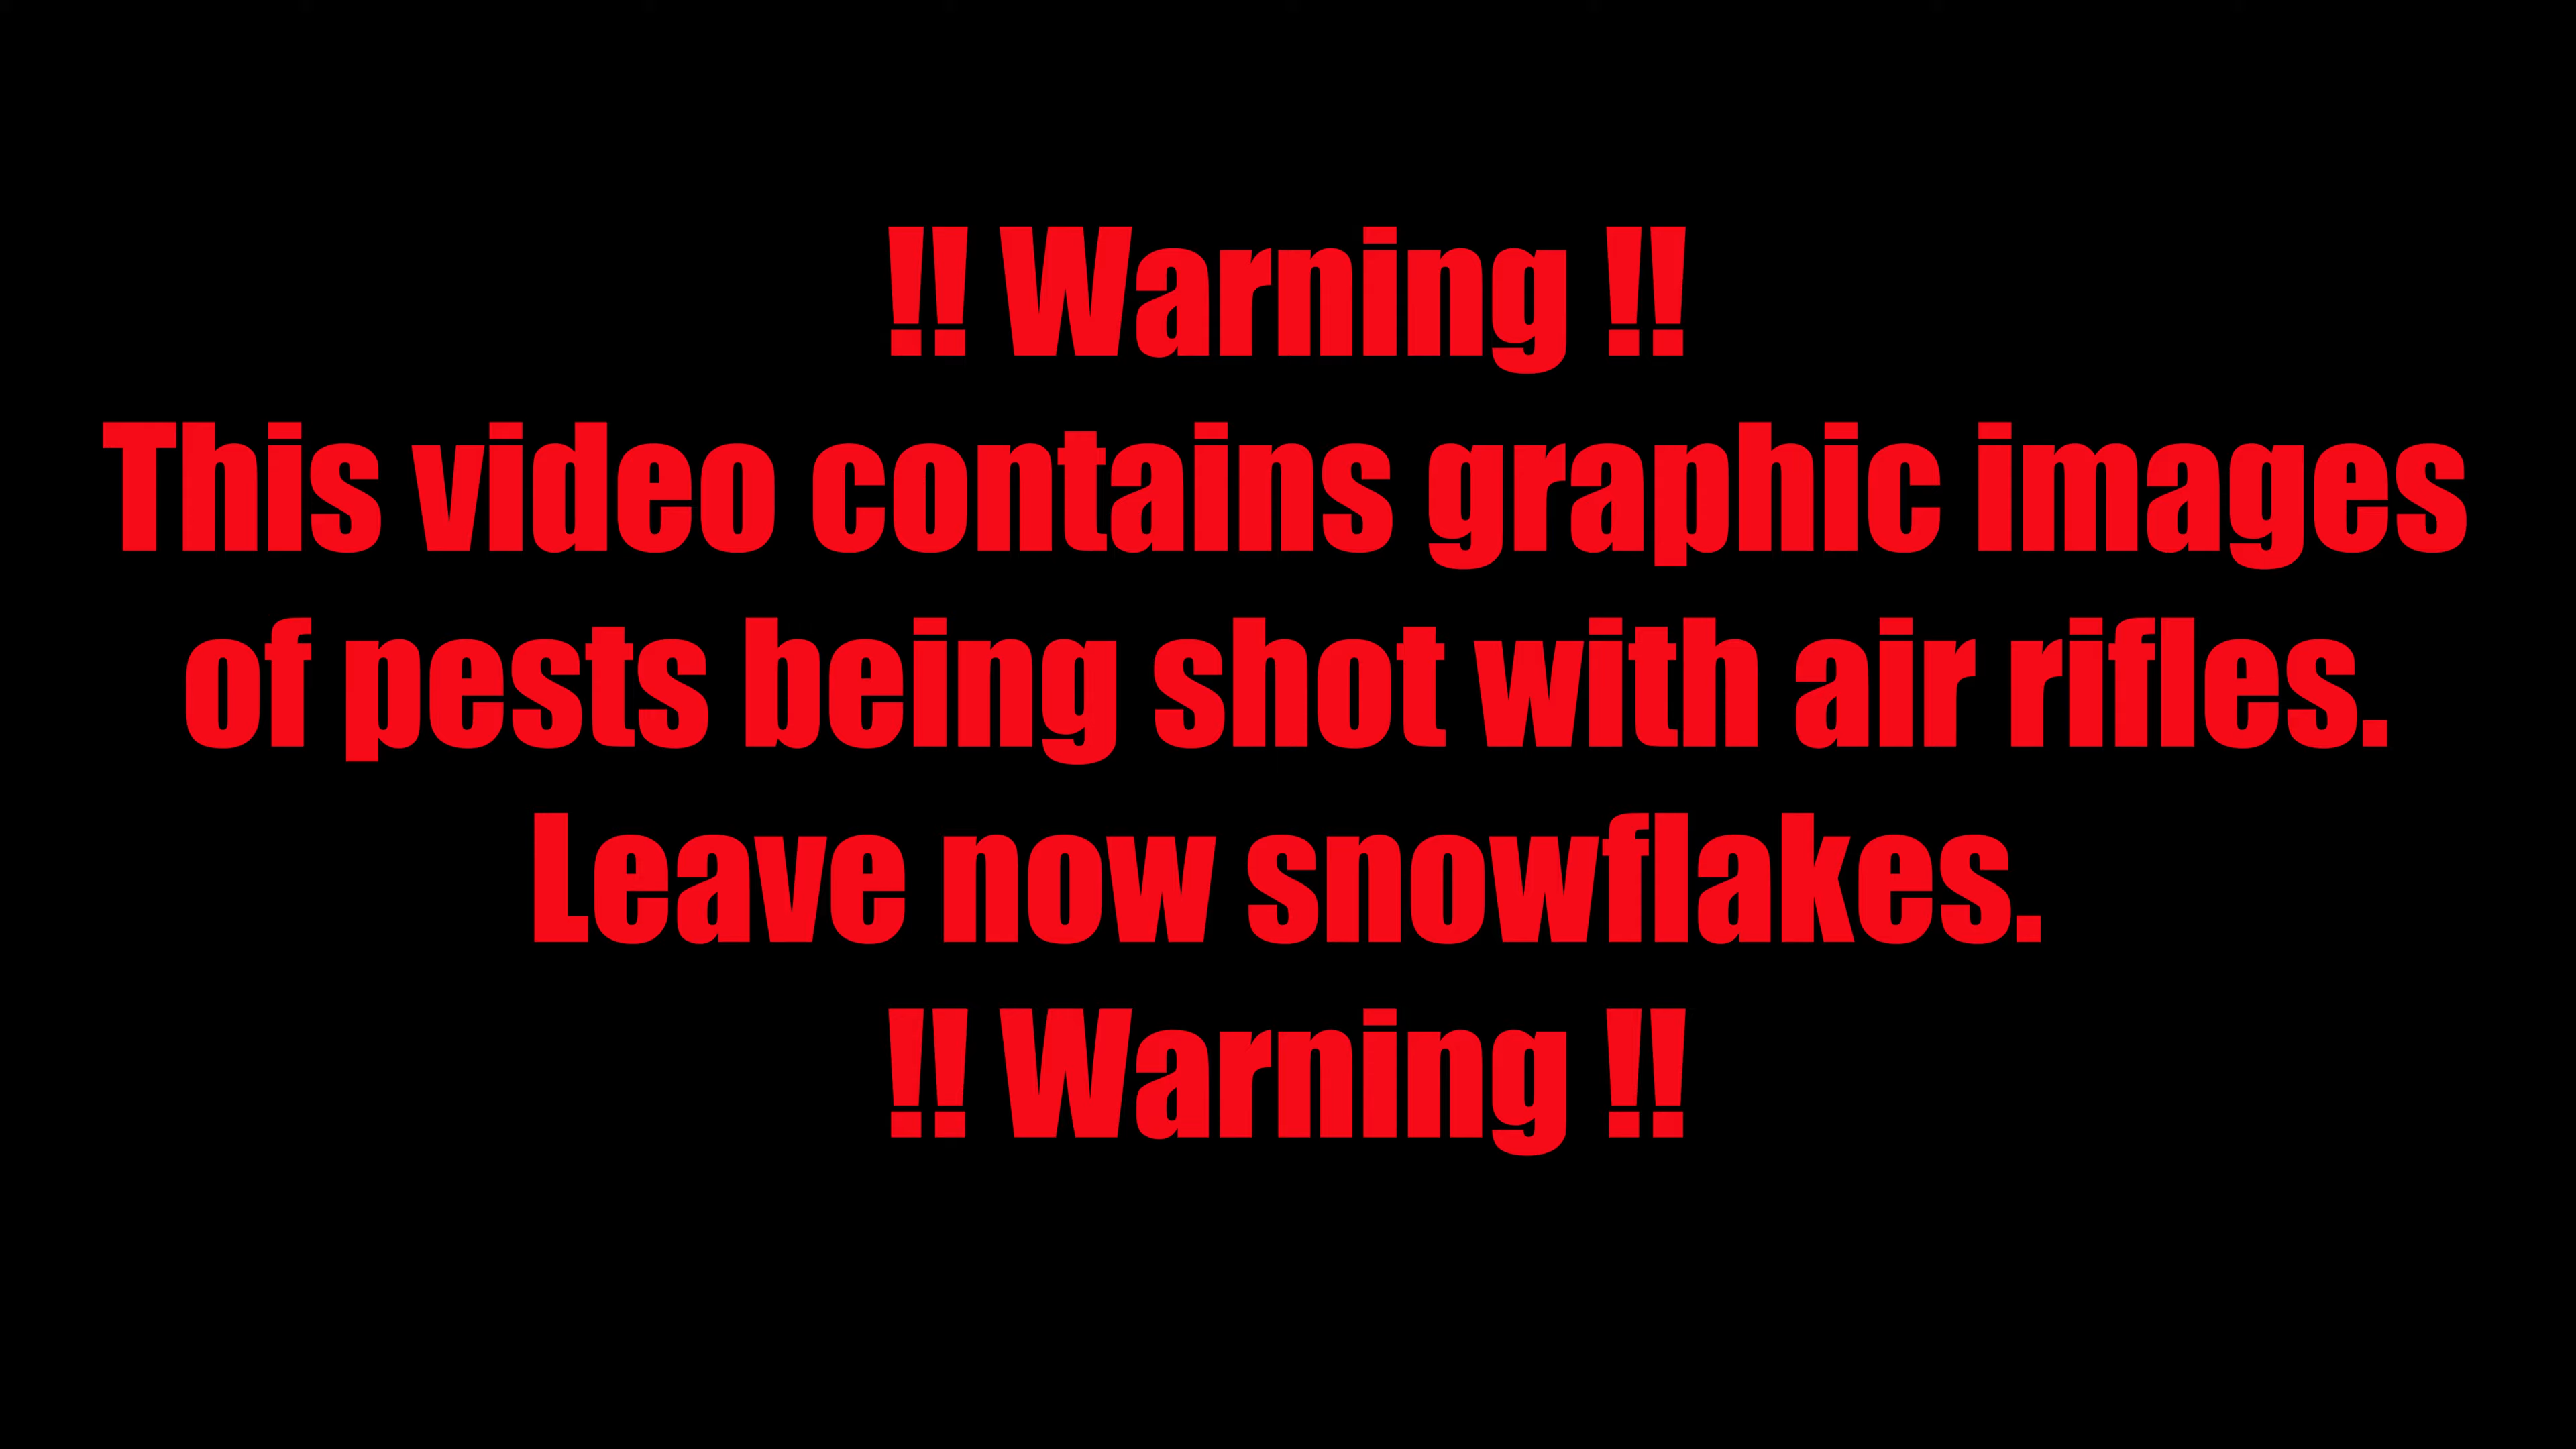 !! Warning !!
This video contains graphic images
of pests being shot with air rifles.
Leave now snowflakes.
!! Warning !!